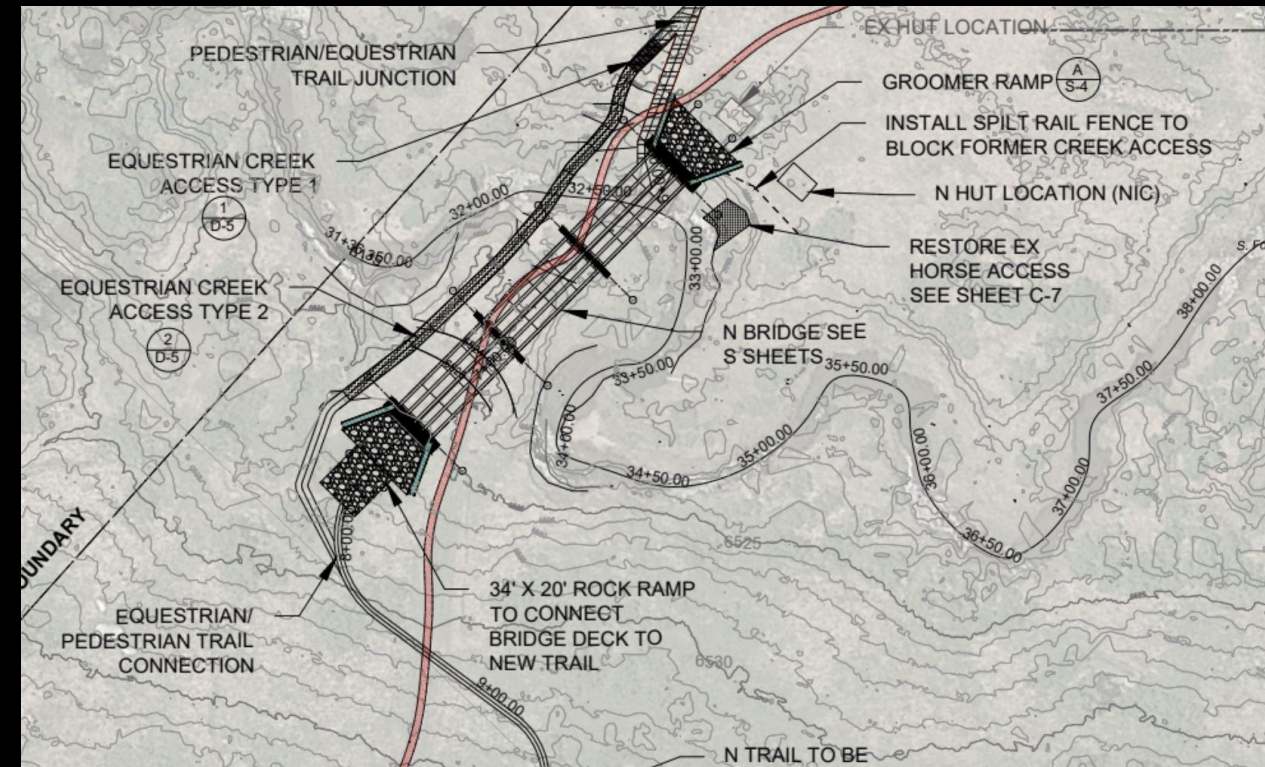 EX HUT LOCATION
PEDESTRIAN/EQUESTRIAN
TRAIL JUNCTION
GROOMER RAMP
A
S-4
INSTALL SPILT RAIL FENCE TO
BLOCK FORMER CREEK ACCESS
EQUESTRIAN CREEK
ACCESS TYPE 1
1
D-5
N HUT LOCATION (NIC)
32+00.00
32+50.00
33+00.00
RESTORE EX
HORSE ACCESS
SEE SHEET C-7
EQUESTRIAN CREEK
ACCESS TYPE 2
2
D-5
N BRIDGE SEE
S SHEETS
33+50.00
34+00.00
34+50.00
35+00.00
35+50.00
36+00.00
36+50.00
37+00.00
37+50.00
38+00.00
6525
OUNDARY
8+00.00
34' X 20' ROCK RAMP
TO CONNECT
BRIDGE DECK TO
NEW TRAIL
EQUESTRIAN/
PEDESTRIAN TRAIL
CONNECTION
6530
9+00.00
N TRAIL TO BE